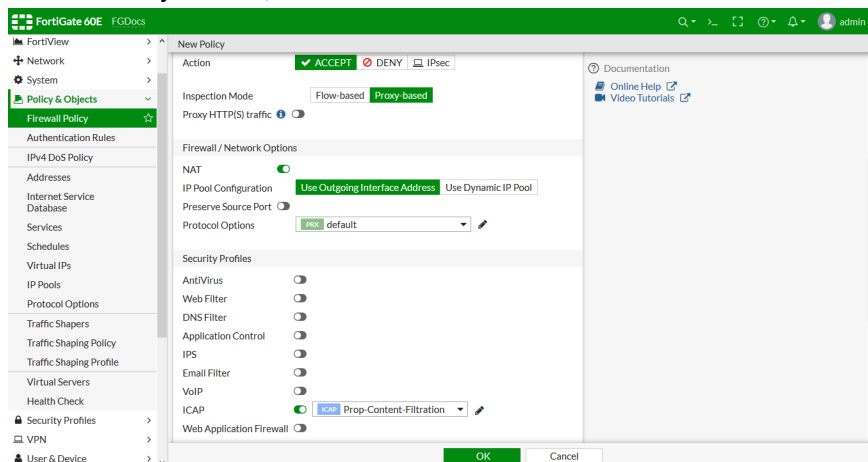 FortiGate 60E FGDocs
admin
FortiView
Network
System
Policy & Objects
Firewall Policy
Authentication Rules
IPv4 DoS Policy
Addresses
Internet Service
Database
Services
Schedules
Virtual IPs
IP Pools
Protocol Options
Traffic Shapers
Traffic Shaping Policy
Traffic Shaping Profile
Virtual Servers
Health Check
Security Profiles
VPN
User & Device
New Policy
Action ACCEPT DENY IPsec
Inspection Mode Flow-based Proxy-based
Proxy HTTP(S) traffic
Firewall / Network Options
NAT
IP Pool Configuration Use Outgoing Interface Address Use Dynamic IP Pool
Preserve Source Port
Protocol Options PRX default
Security Profiles
AntiVirus
Web Filter
DNS Filter
Application Control
IPS
Email Filter
VoIP
ICAP ICAP Prop-Content-Filtration
Web Application Firewall
OK Cancel
Documentation
Online Help
Video Tutorials